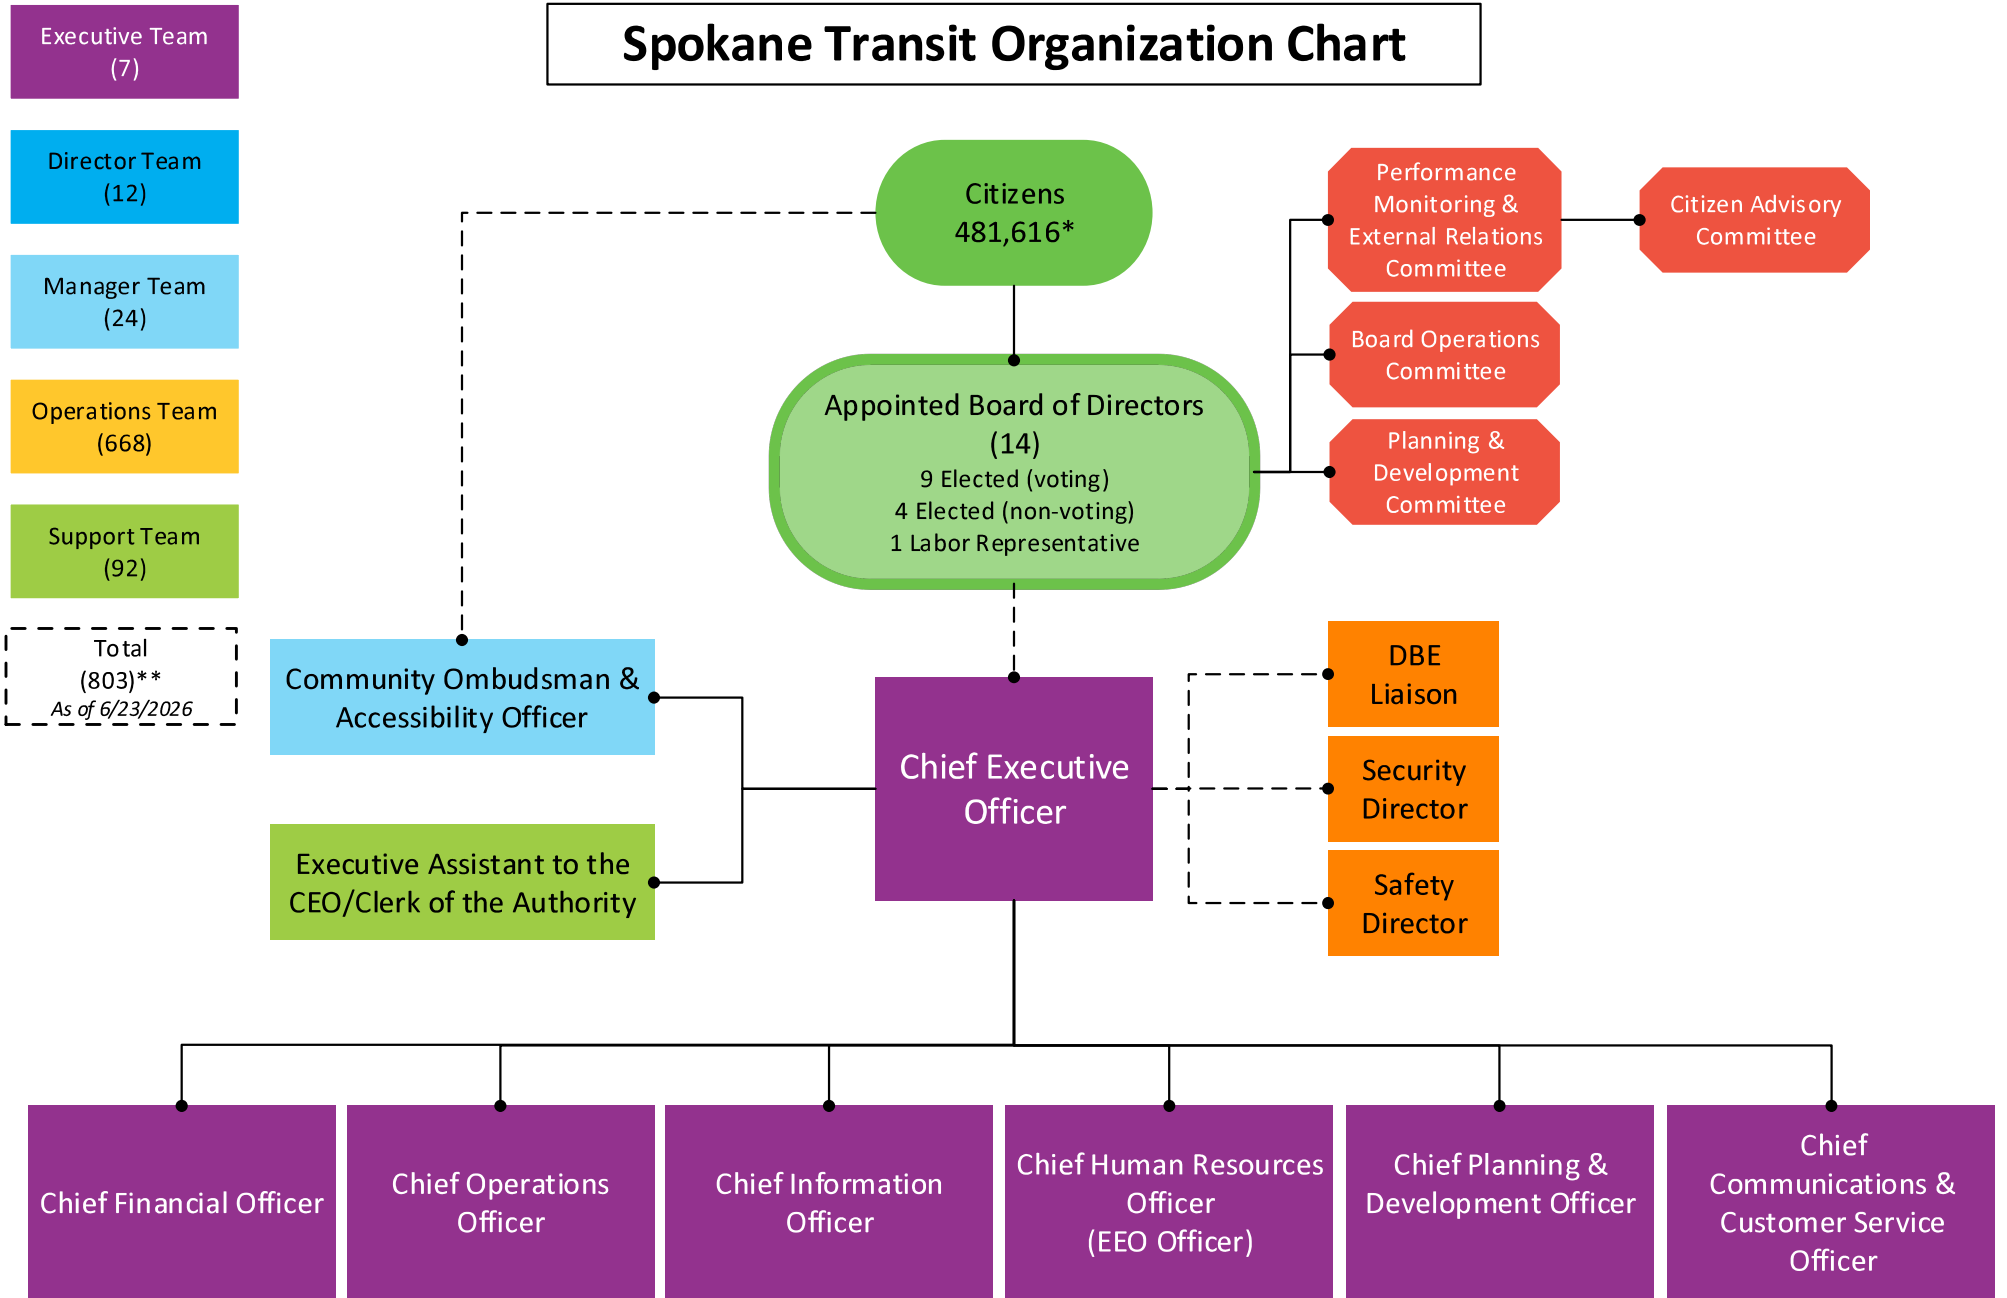 Spokane Transit Organization Chart
Executive Team
(7)
Director Team
(12)
Manager Team
(24)
Operations Team
(668)
Support Team
(92)
Total
(803)**
As of 6/23/2026
Citizens
481,616*
Appointed Board of Directors
(14)
9 Elected (voting)
4 Elected (non-voting)
1 Labor Representative
Performance
Monitoring &
External Relations
Committee
Citizen Advisory
Committee
Board Operations
Committee
Planning &
Development
Committee
Community Ombudsman &
Accessibility Officer
Executive Assistant to the
CEO/Clerk of the Authority
Chief Executive
Officer
DBE
Liaison
Security
Director
Safety
Director
Chief Financial Officer
Chief Operations
Officer
Chief Information
Officer
Chief Human Resources
Officer
(EEO Officer)
Chief Planning &
Development Officer
Chief
Communications &
Customer Service
Officer